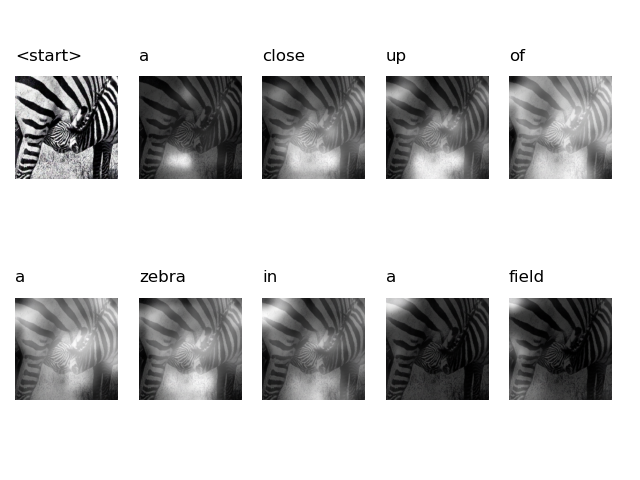 <start> a close up of
a zebra in a field